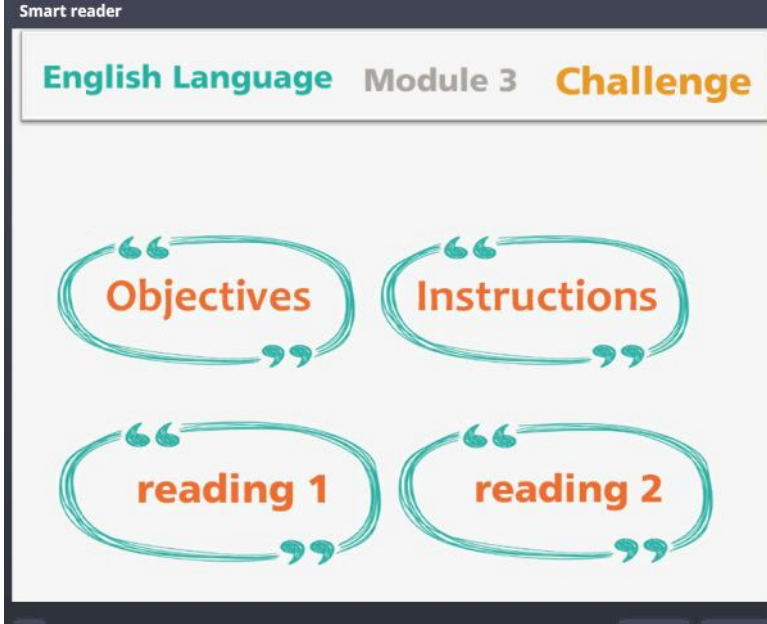 Smart reader
English Language Module 3 Challenge
Objectives Instructions
reading 1 reading 2